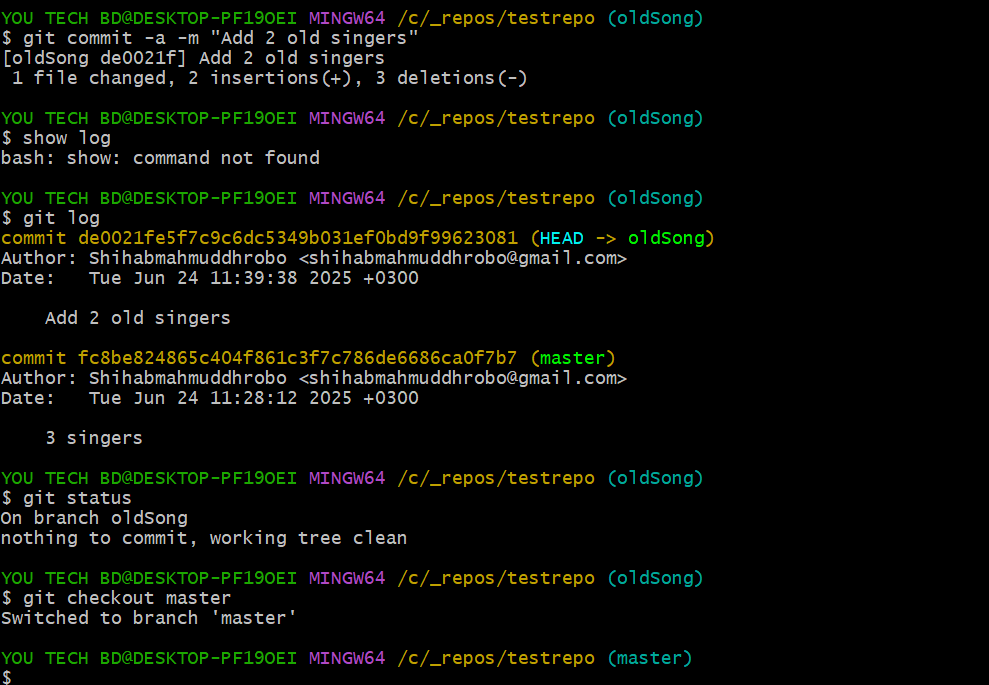 YOU TECH BD@DESKTOP-PF19OEI MINGW64 /c/_repos/testrepo (oldSong)
$ git commit -a -m "Add 2 old singers"
[oldSong de0021f] Add 2 old singers
 1 file changed, 2 insertions(+), 3 deletions(-)

YOU TECH BD@DESKTOP-PF19OEI MINGW64 /c/_repos/testrepo (oldSong)
$ show log
bash: show: command not found

YOU TECH BD@DESKTOP-PF19OEI MINGW64 /c/_repos/testrepo (oldSong)
$ git log
commit de0021fe5f7c9c6dc5349b031ef0bd9f99623081 (HEAD -> oldSong)
Author: Shihabmahmuddhrobo <shihabmahmuddhrobo@gmail.com>
Date:   Tue Jun 24 11:39:38 2025 +0300

    Add 2 old singers

commit fc8be824865c404f861c3f7c786de6686ca0f7b7 (master)
Author: Shihabmahmuddhrobo <shihabmahmuddhrobo@gmail.com>
Date:   Tue Jun 24 11:28:12 2025 +0300

    3 singers

YOU TECH BD@DESKTOP-PF19OEI MINGW64 /c/_repos/testrepo (oldSong)
$ git status
On branch oldSong
nothing to commit, working tree clean

YOU TECH BD@DESKTOP-PF19OEI MINGW64 /c/_repos/testrepo (oldSong)
$ git checkout master
Switched to branch 'master'

YOU TECH BD@DESKTOP-PF19OEI MINGW64 /c/_repos/testrepo (master)
$